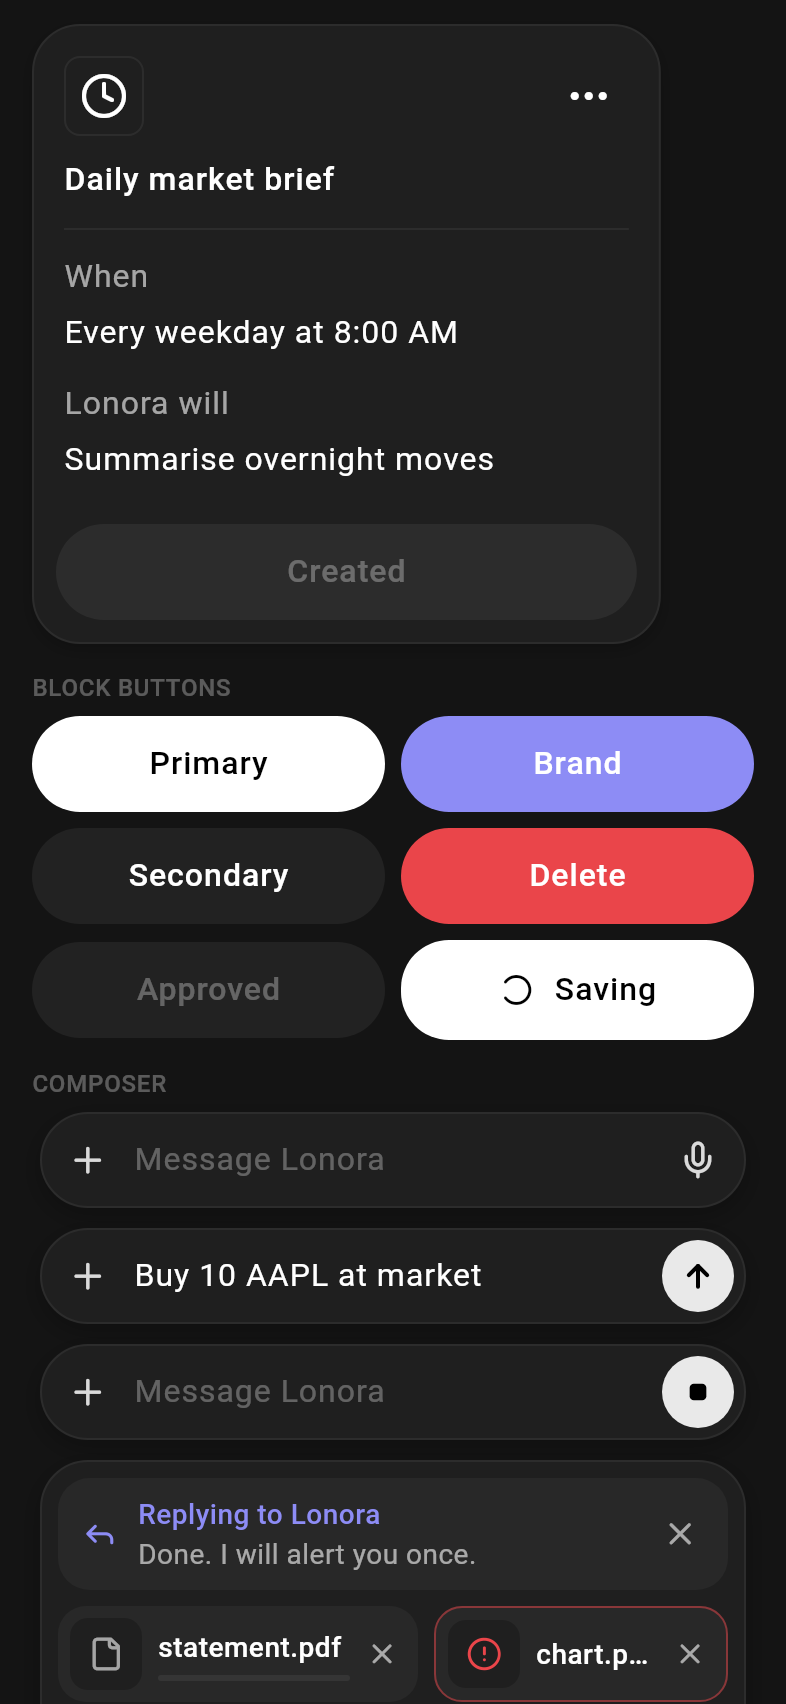 Daily market brief
When
Every weekday at 8:00 AM
Lonora will
Summarise overnight moves
Created
BLOCK BUTTONS
Primary
Brand
Secondary
Delete
Approved
Saving
COMPOSER
Message Lonora
Buy 10 AAPL at market
Message Lonora
Replying to Lonora
Done. I will alert you once.
statement.pdf
chart.p…